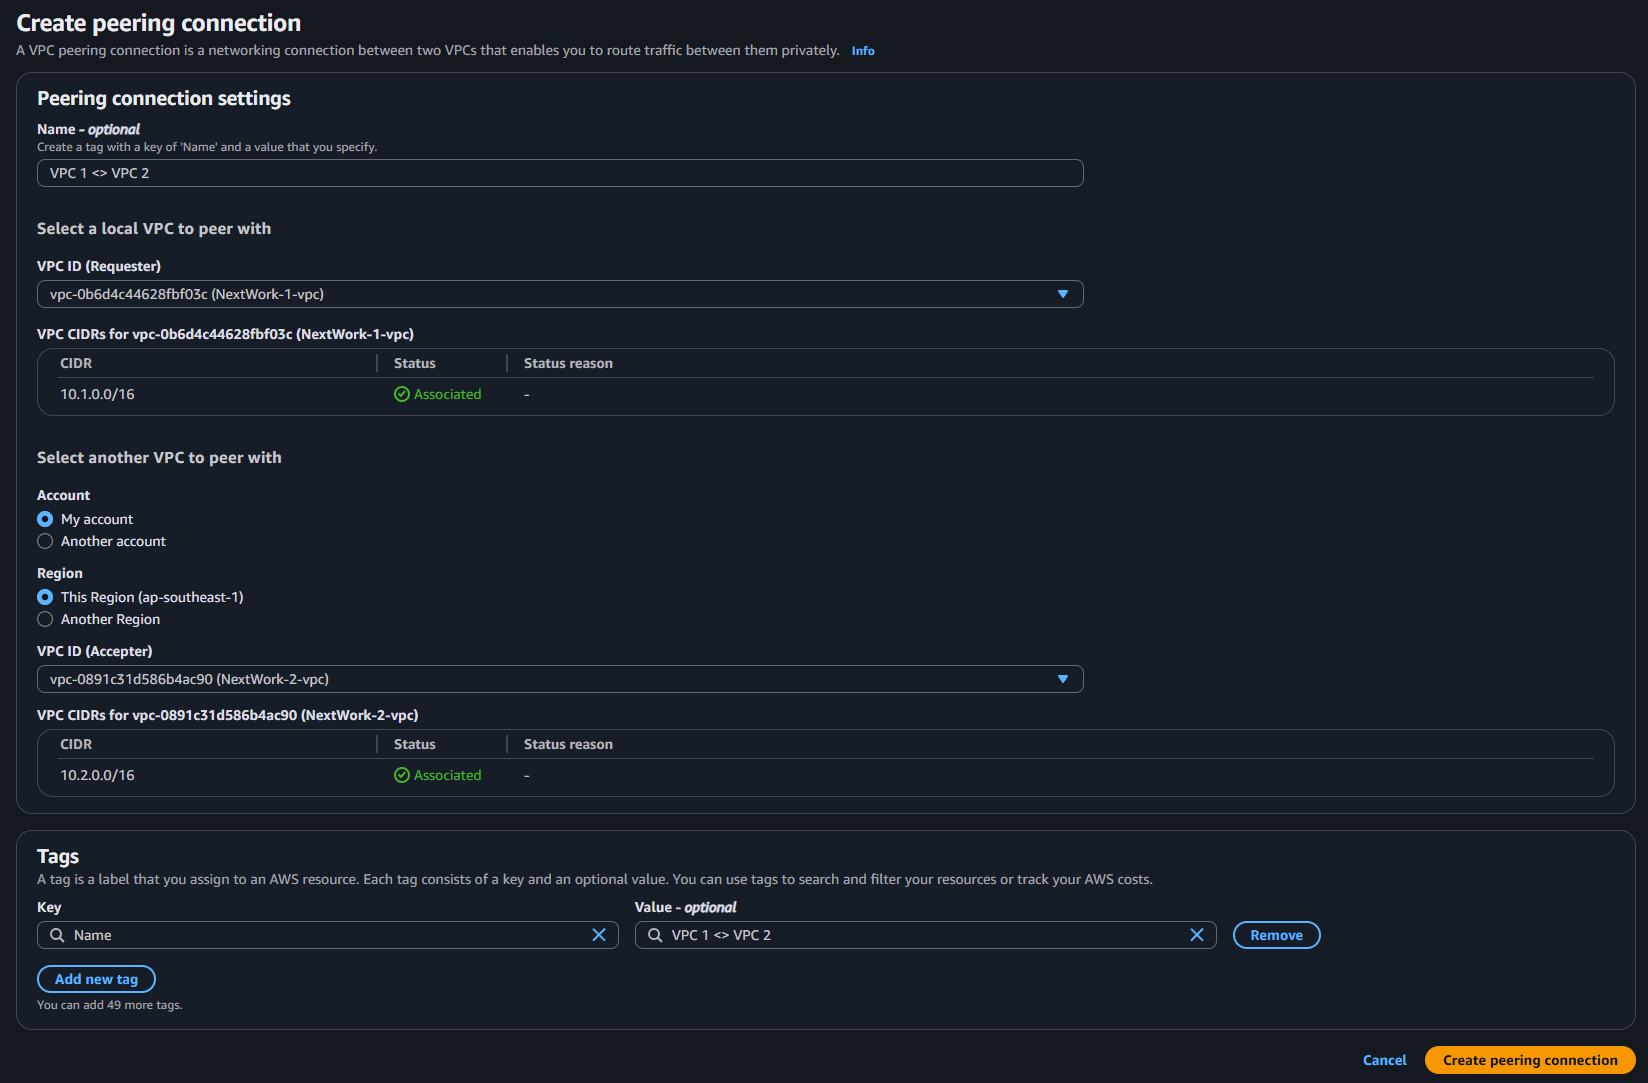 Create peering connection
A VPC peering connection is a networking connection between two VPCs that enables you to route traffic between them privately. Info
Peering connection settings
Name - optional
Create a tag with a key of 'Name' and a value that you specify.
VPC 1 <> VPC 2
Select a local VPC to peer with
VPC ID (Requester)
vpc-0b6d4c44628fbf03c (NextWork-1-vpc)
VPC CIDRs for vpc-0b6d4c44628fbf03c (NextWork-1-vpc)
CIDR Status Status reason
10.1.0.0/16 Associated -
Select another VPC to peer with
Account
My account
Another account
Region
This Region (ap-southeast-1)
Another Region
VPC ID (Accepter)
vpc-0891c31d586b4ac90 (NextWork-2-vpc)
VPC CIDRs for vpc-0891c31d586b4ac90 (NextWork-2-vpc)
CIDR Status Status reason
10.2.0.0/16 Associated -
Tags
A tag is a label that you assign to an AWS resource. Each tag consists of a key and an optional value. You can use tags to search and filter your resources or track your AWS costs.
Key Value - optional
Name VPC 1 <> VPC 2 Remove
Add new tag
You can add 49 more tags.
Cancel Create peering connection